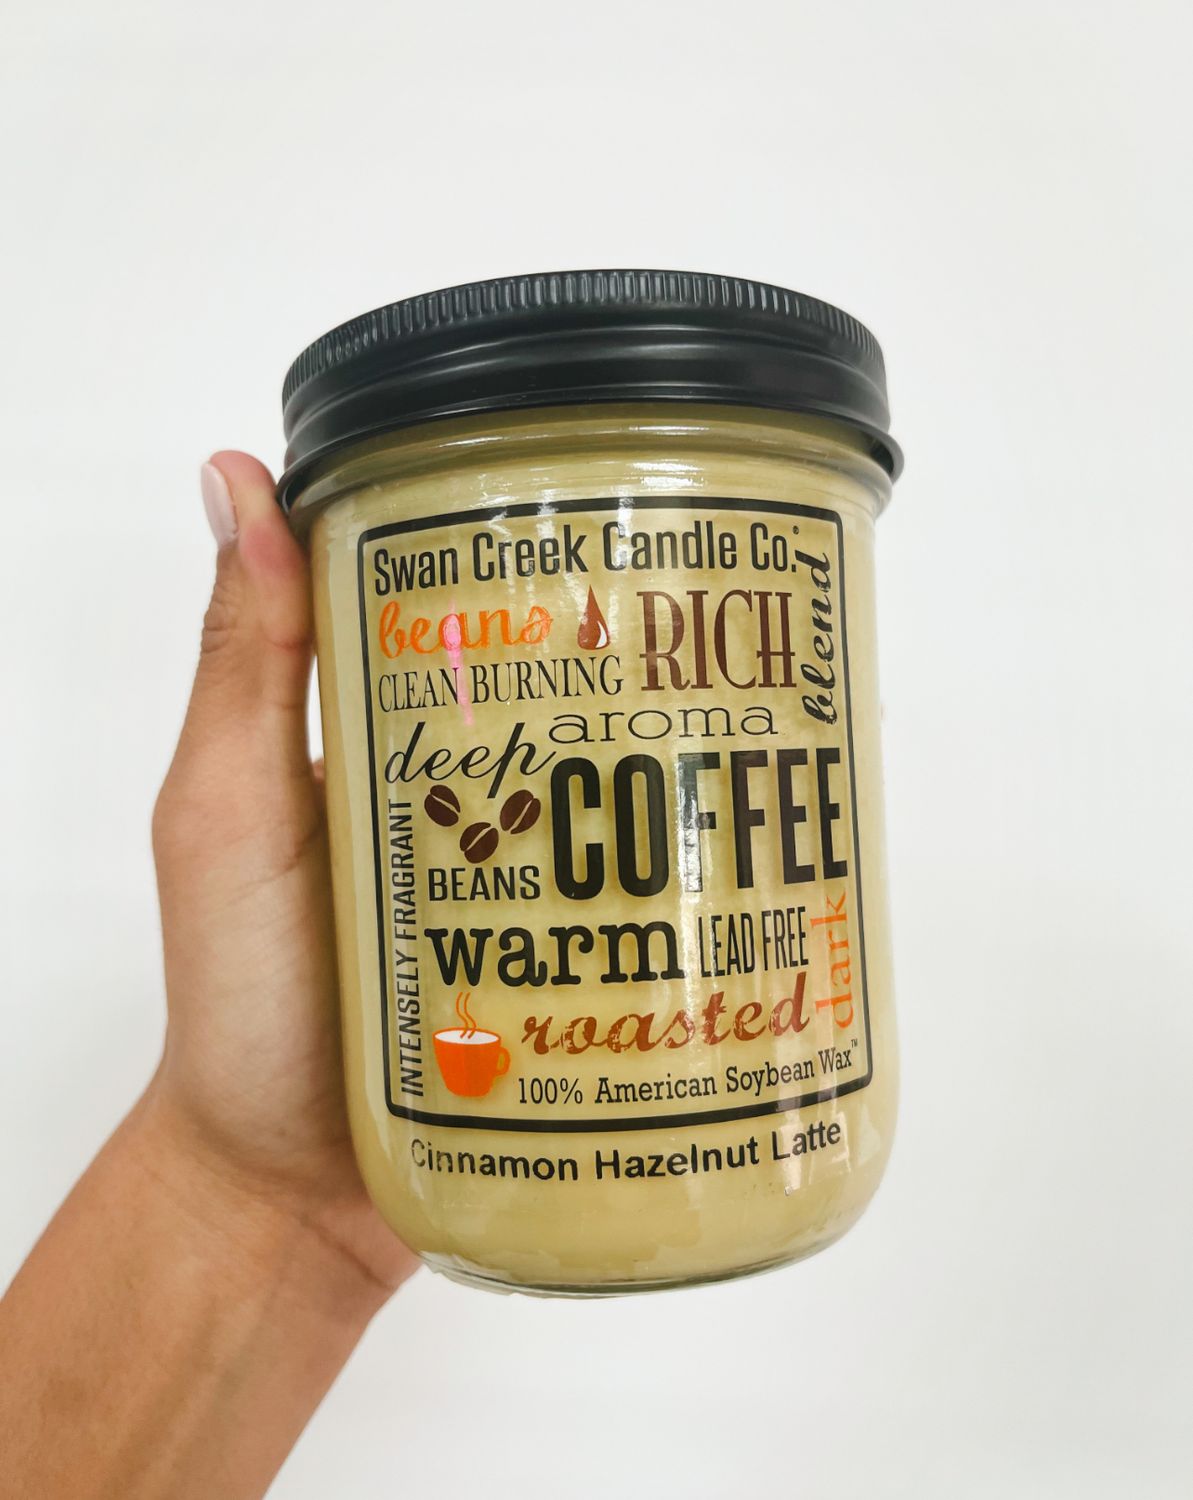 Swan Creek Candle Co.®
beans
RICH
blend
CLEAN BURNING
aroma
deep
COFFEE
BEANS
INTENSELY FRAGRANT
warm
LEAD FREE
dark
roasted
100% American Soybean Wax™
Cinnamon Hazelnut Latte